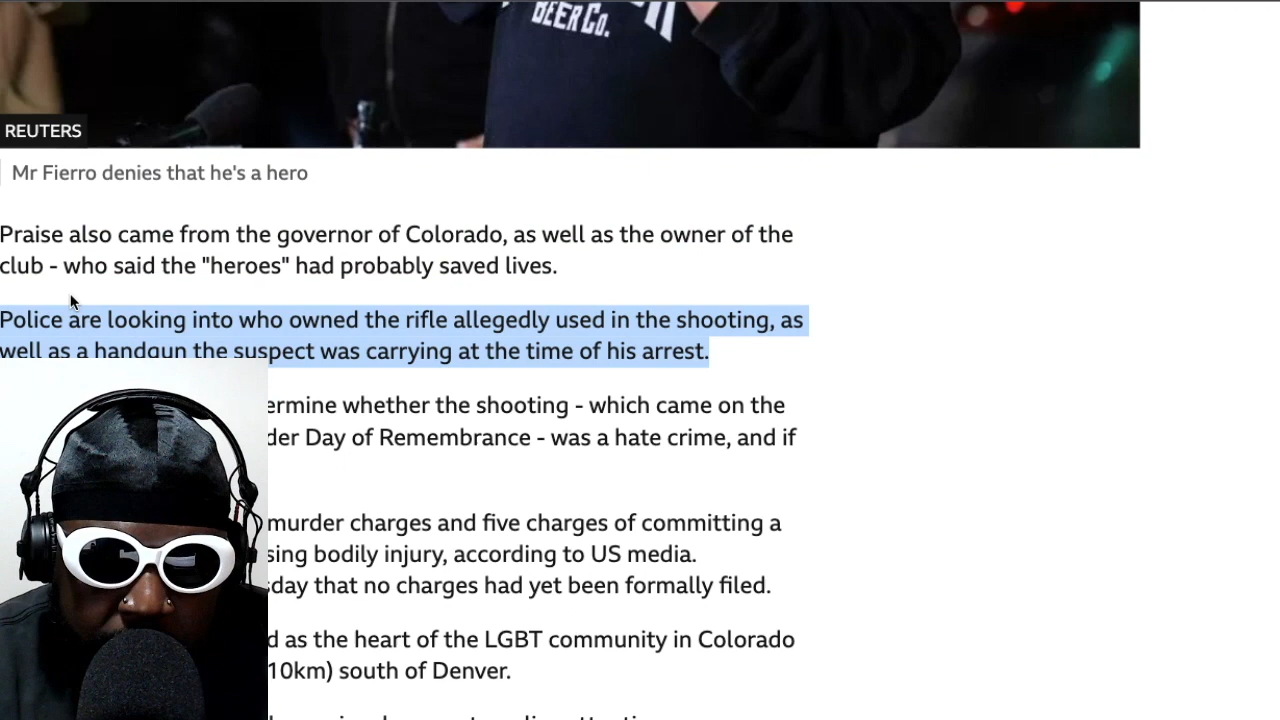 BEER CO.
REUTERS
Mr Fierro denies that he's a hero
Praise also came from the governor of Colorado, as well as the owner of the
club - who said the "heroes" had probably saved lives.
Police are looking into who owned the rifle allegedly used in the shooting, as
well as a handgun the suspect was carrying at the time of his arrest.
ermine whether the shooting - which came on the
der Day of Remembrance - was a hate crime, and if
murder charges and five charges of committing a
sing bodily injury, according to US media.
sday that no charges had yet been formally filed.
d as the heart of the LGBT community in Colorado
10km) south of Denver.